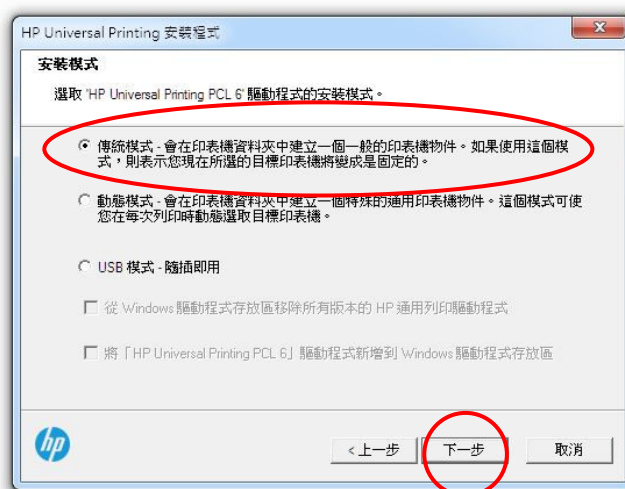 HP Universal Printing 安裝程式
安裝模式
選取 'HP Universal Printing PCL 6' 驅動程式的安裝模式。
傳統模式 - 會在印表機資料夾中建立一個一般的印表機物件。如果使用這個模
式，則表示您現在所選的目標印表機將變成是固定的。
動態模式 - 會在印表機資料夾中建立一個特殊的通用印表機物件。這個模式可使
您在每次列印時動態選取目標印表機。
USB 模式 - 隨插即用
從 Windows 驅動程式存放區移除所有版本的 HP 通用列印驅動程式
將「HP Universal Printing PCL 6」驅動程式新增到 Windows 驅動程式存放區
hp
<上一步
下一步
取消